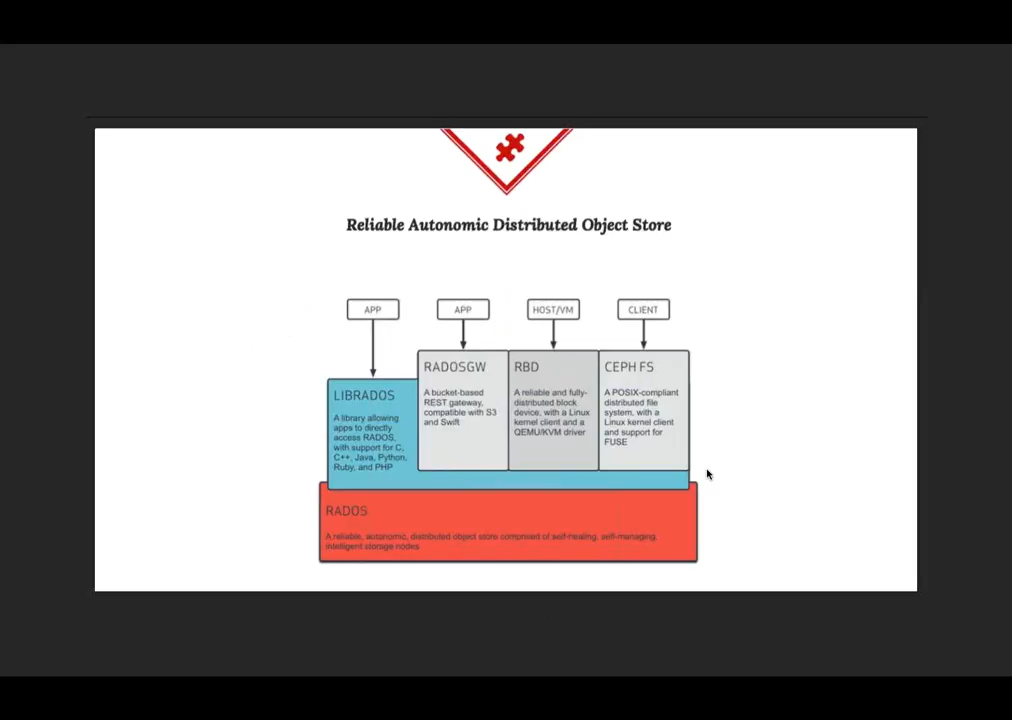 Reliable Autonomic Distributed Object Store
APP
APP
HOST/VM
CLIENT
LIBRADOS
A library allowing
apps to directly
access RADOS,
with support for C,
C++, Java, Python,
Ruby, and PHP
RADOSGW
A bucket-based
REST gateway,
compatible with S3
and Swift
RBD
A reliable and fully-
distributed block
device, with a Linux
kernel client and a
QEMU/KVM driver
CEPH FS
A POSIX-compliant
distributed file
system, with a
Linux kernel client
and support for
FUSE
RADOS
A reliable, autonomic, distributed object store comprised of self-healing, self-managing,
intelligent storage nodes